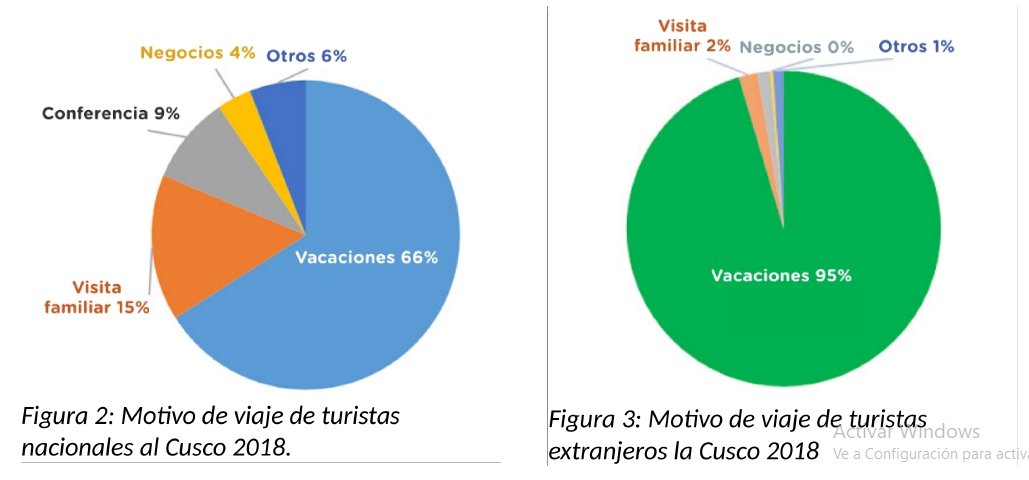 Negocios 4%
Otros 6%
Conferencia 9%
Vacaciones 66%
Visita
familiar 15%
Figura 2: Motivo de viaje de turistas
nacionales al Cusco 2018.
Visita
familiar 2%
Negocios 0%
Otros 1%
Vacaciones 95%
Figura 3: Motivo de viaje de turistas
extranjeros la Cusco 2018
Activar Windows
Ve a Configuración para